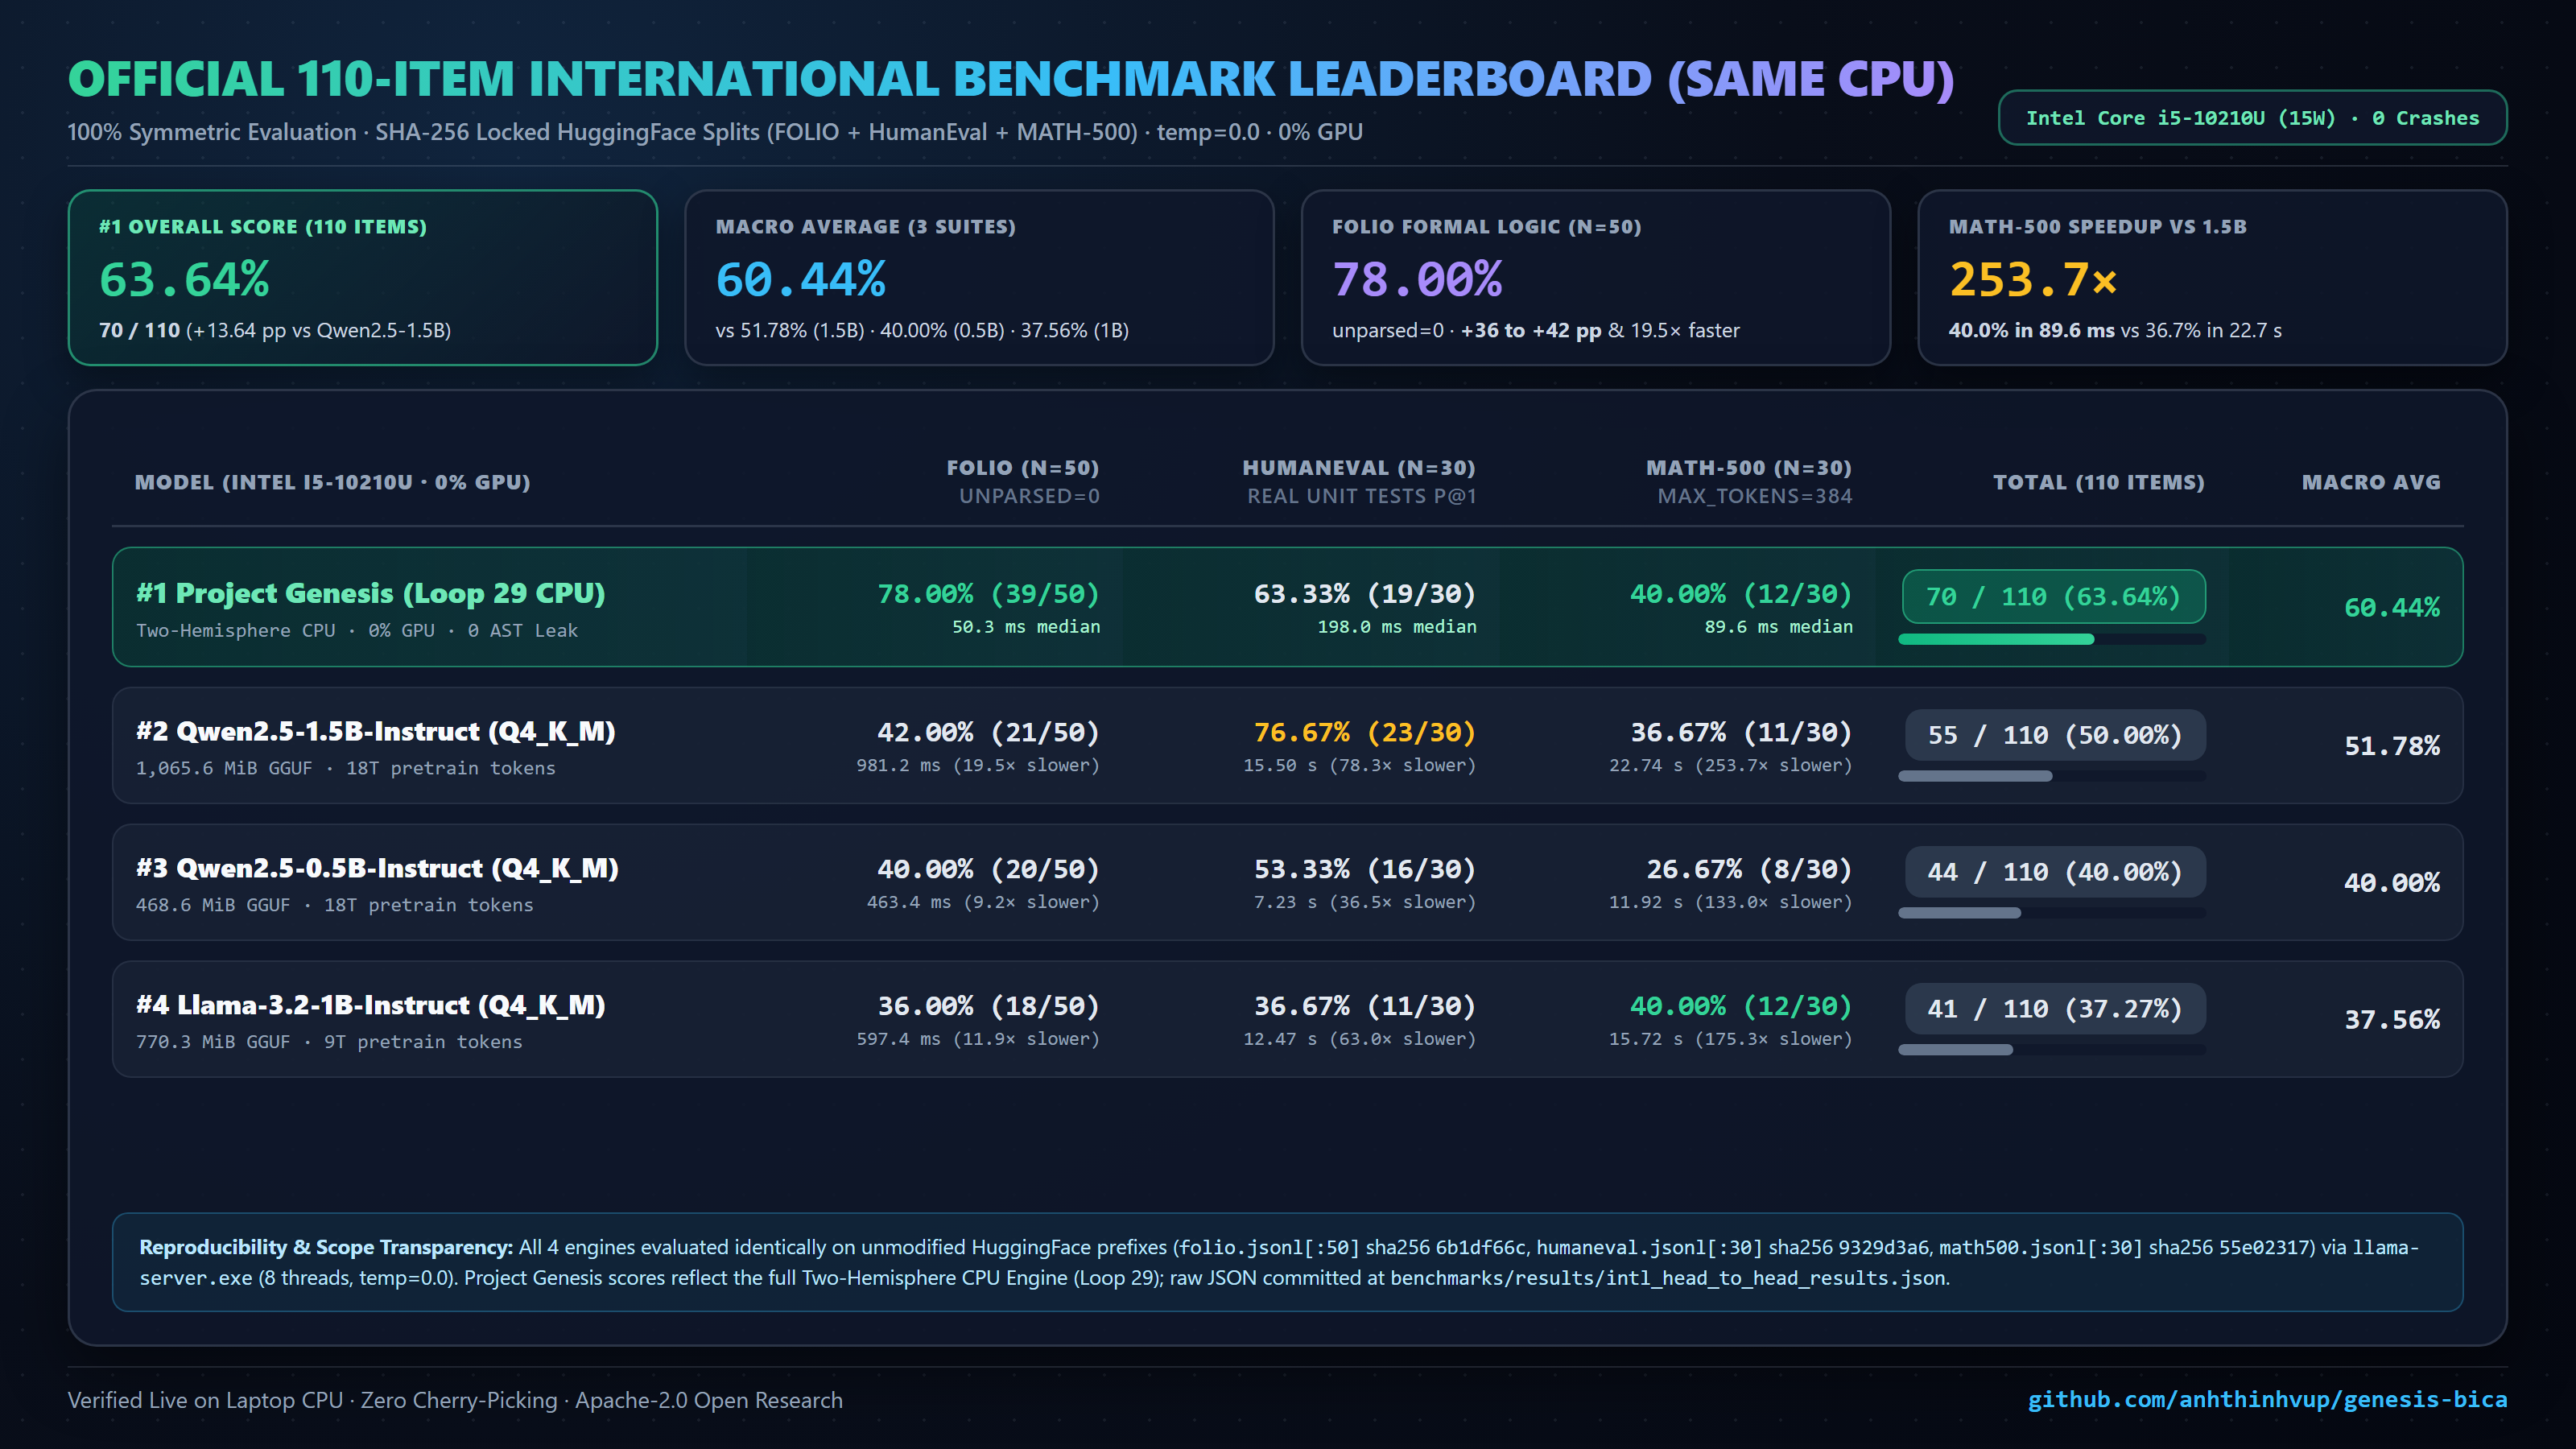 OFFICIAL 110-ITEM INTERNATIONAL BENCHMARK LEADERBOARD (SAME CPU)
100% Symmetric Evaluation · SHA-256 Locked HuggingFace Splits (FOLIO + HumanEval + MATH-500) · temp=0.0 · 0% GPU
Intel Core i5-10210U (15W) · 0 Crashes
#1 OVERALL SCORE (110 ITEMS)
63.64%
70 / 110 (+13.64 pp vs Qwen2.5-1.5B)
MACRO AVERAGE (3 SUITES)
60.44%
vs 51.78% (1.5B) · 40.00% (0.5B) · 37.56% (1B)
FOLIO FORMAL LOGIC (N=50)
78.00%
unparsed=0 · +36 to +42 pp & 19.5× faster
MATH-500 SPEEDUP VS 1.5B
253.7×
40.0% in 89.6 ms vs 36.7% in 22.7 s
MODEL (INTEL I5-10210U · 0% GPU)
FOLIO (N=50)
UNPARSED=0
HUMANEVAL (N=30)
REAL UNIT TESTS P@1
MATH-500 (N=30)
MAX_TOKENS=384
TOTAL (110 ITEMS)
MACRO AVG
#1 Project Genesis (Loop 29 CPU)
Two-Hemisphere CPU · 0% GPU · 0 AST Leak
78.00% (39/50)
50.3 ms median
63.33% (19/30)
198.0 ms median
40.00% (12/30)
89.6 ms median
70 / 110 (63.64%)
60.44%
#2 Qwen2.5-1.5B-Instruct (Q4_K_M)
1,065.6 MiB GGUF · 18T pretrain tokens
42.00% (21/50)
981.2 ms (19.5× slower)
76.67% (23/30)
15.50 s (78.3× slower)
36.67% (11/30)
22.74 s (253.7× slower)
55 / 110 (50.00%)
51.78%
#3 Qwen2.5-0.5B-Instruct (Q4_K_M)
468.6 MiB GGUF · 18T pretrain tokens
40.00% (20/50)
463.4 ms (9.2× slower)
53.33% (16/30)
7.23 s (36.5× slower)
26.67% (8/30)
11.92 s (133.0× slower)
44 / 110 (40.00%)
40.00%
#4 Llama-3.2-1B-Instruct (Q4_K_M)
770.3 MiB GGUF · 9T pretrain tokens
36.00% (18/50)
597.4 ms (11.9× slower)
36.67% (11/30)
12.47 s (63.0× slower)
40.00% (12/30)
15.72 s (175.3× slower)
41 / 110 (37.27%)
37.56%
Reproducibility & Scope Transparency: All 4 engines evaluated identically on unmodified HuggingFace prefixes (folio.jsonl[:50] sha256 6b1df66c, humaneval.jsonl[:30] sha256 9329d3a6, math500.jsonl[:30] sha256 55e02317) via llama-
server.exe (8 threads, temp=0.0). Project Genesis scores reflect the full Two-Hemisphere CPU Engine (Loop 29); raw JSON committed at benchmarks/results/intl_head_to_head_results.json.
Verified Live on Laptop CPU · Zero Cherry-Picking · Apache-2.0 Open Research
github.com/anhthinhvup/genesis-bica